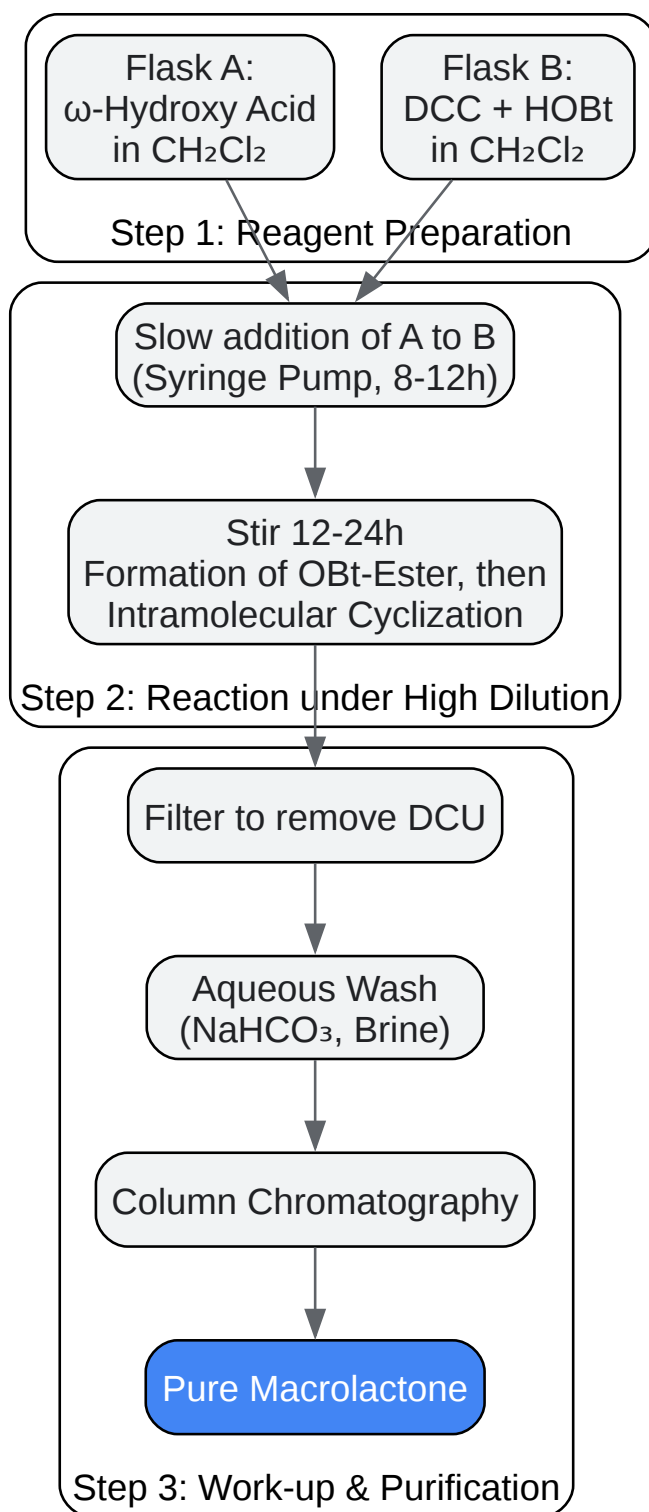 Flask A:
ω-Hydroxy Acid
in CH₂Cl₂
Flask B:
DCC + HOBt
in CH₂Cl₂
Step 1: Reagent Preparation
Slow addition of A to B
(Syringe Pump, 8-12h)
Stir 12-24h
Formation of OBt-Ester, then
Intramolecular Cyclization
Step 2: Reaction under High Dilution
Filter to remove DCU
Aqueous Wash
(NaHCO₃, Brine)
Column Chromatography
Pure Macrolactone
Step 3: Work-up & Purification